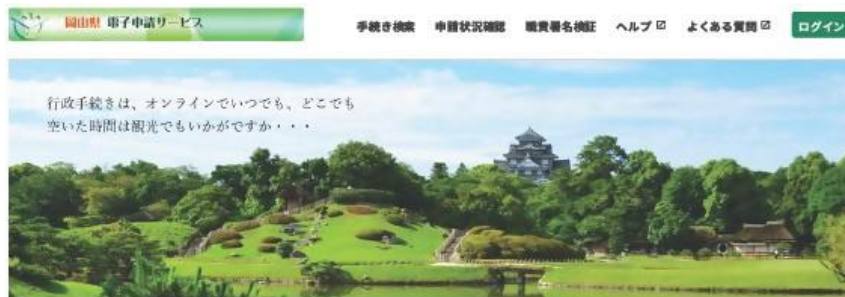 岡山県 電子申請サービス
手続き検索 申請状況確認 職責署名検証 ヘルプ よくある質問 ログイン
行政手続きは、オンラインでいつでも、どこでも
空いた時間は観光でもいかがですか・・・